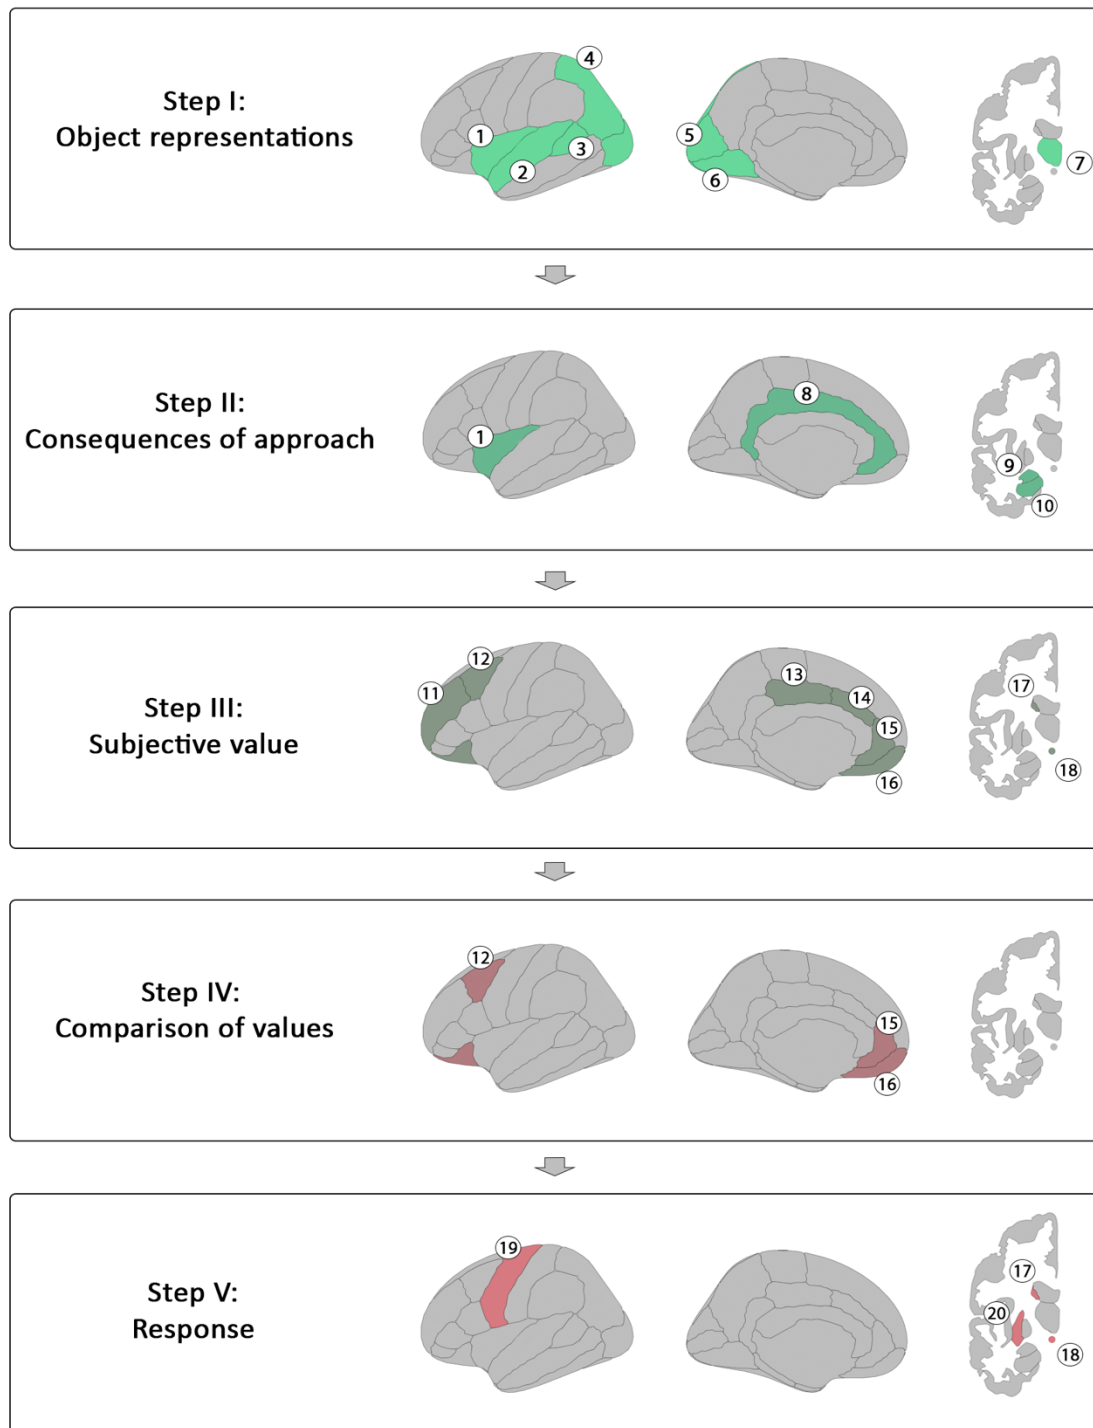 Step I:
Object representations
1
2
3
4
5
6
7
Step II:
Consequences of approach
1
8
9
10
Step III:
Subjective value
11
12
13
14
15
16
17
18
Step IV:
Comparison of values
12
15
16
Step V:
Response
19
17
20
18